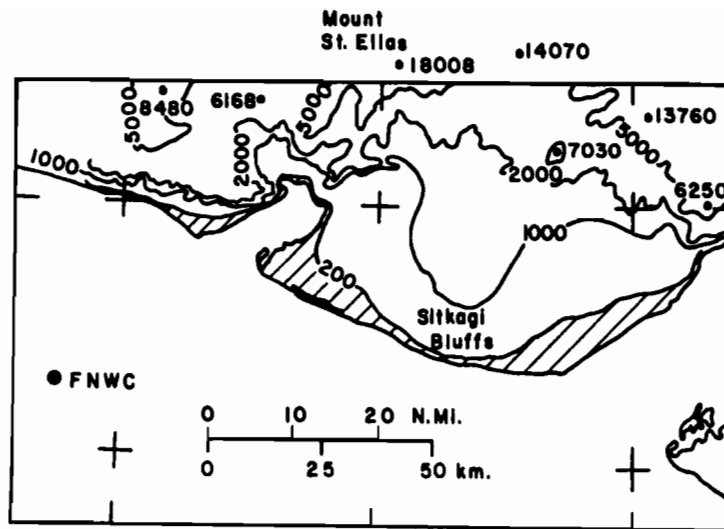 Mount
St. Elias
18008
14070
5000
8480
6168
5000
13760
5000
7030
2000
2000
1000
6250
1000
200
Sitkagi
Bluffs
FNWC
0 10 20 N.Mi.
0 25 50 km.